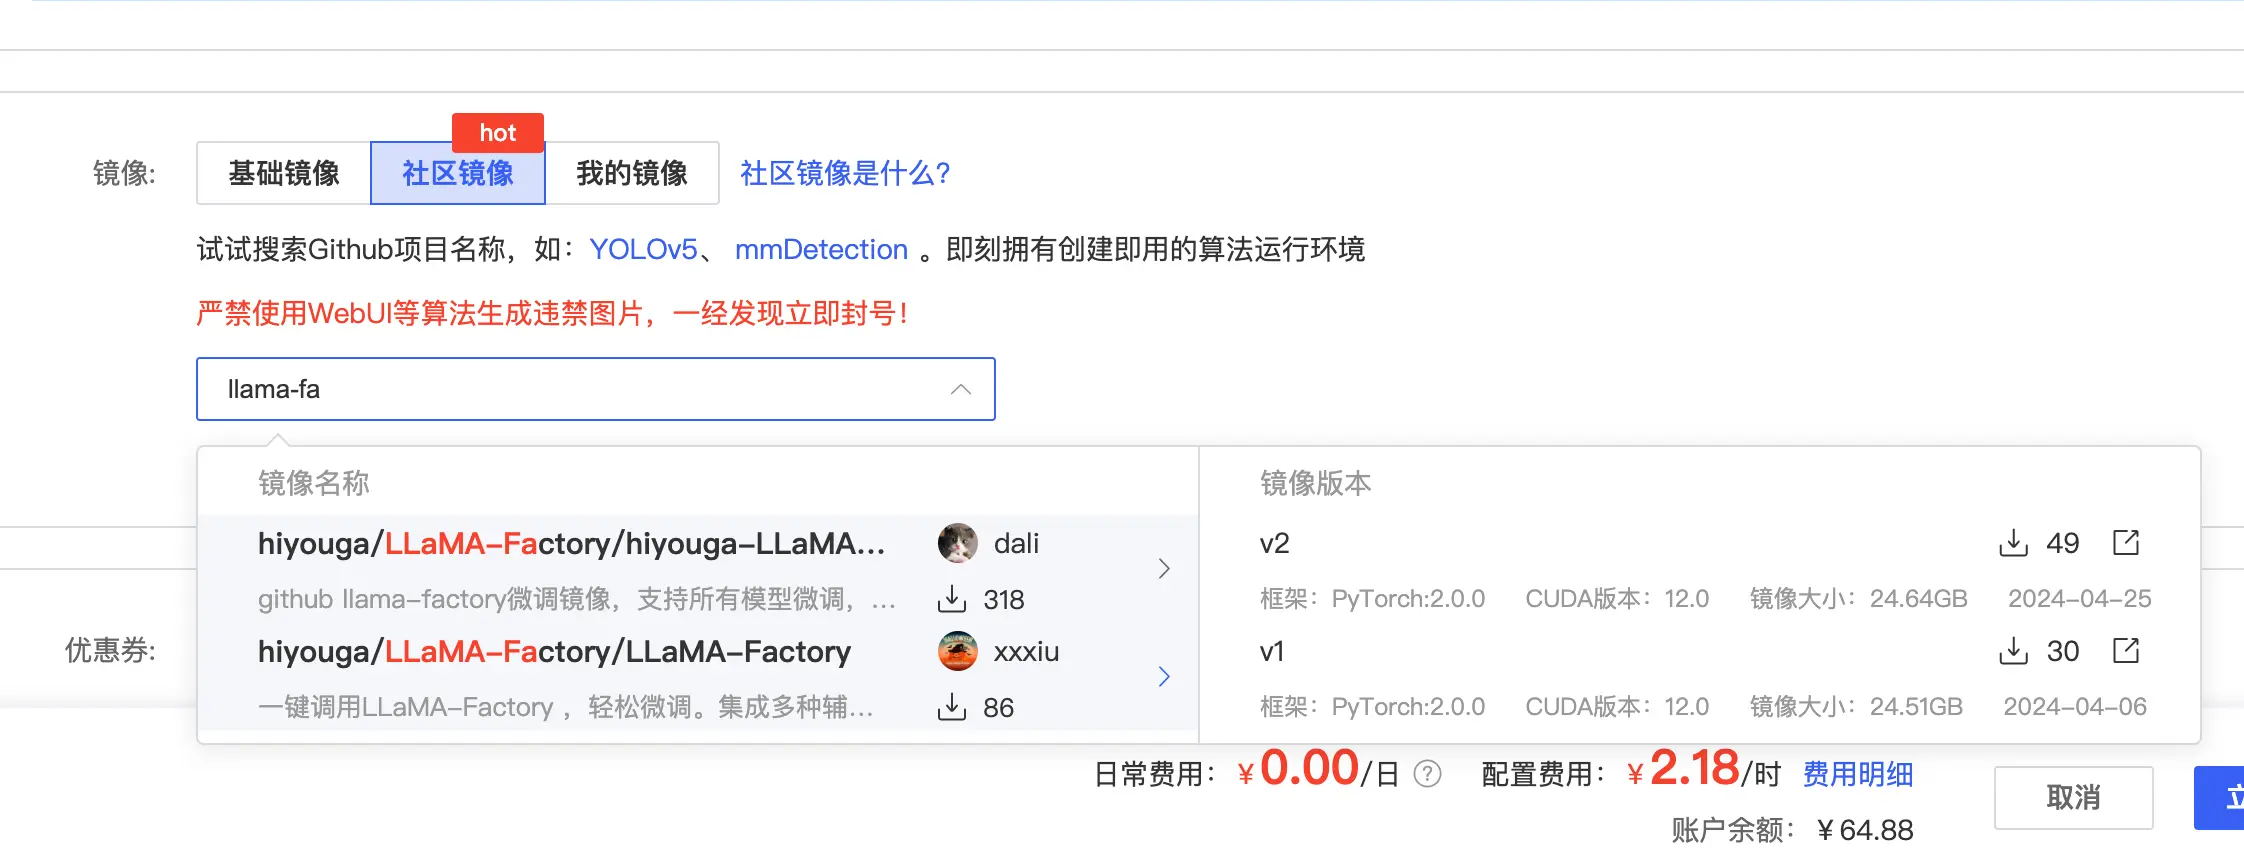 hot
镜像:
基础镜像
社区镜像
我的镜像
社区镜像是什么?
试试搜索Github项目名称，如：YOLOv5、 mmDetection 。即刻拥有创建即用的算法运行环境
严禁使用WebUI等算法生成违禁图片，一经发现立即封号！
llama-fa
镜像名称
hiyouga/LLaMA-Factory/hiyouga-LLaMA...
dali
github llama-factory微调镜像，支持所有模型微调，...
318
hiyouga/LLaMA-Factory/LLaMA-Factory
xxxiu
一键调用LLaMA-Factory ，轻松微调。集成多种辅...
86
镜像版本
v2
49
框架：PyTorch:2.0.0 CUDA版本：12.0 镜像大小：24.64GB 2024-04-25
v1
30
框架：PyTorch:2.0.0 CUDA版本：12.0 镜像大小：24.51GB 2024-04-06
优惠券:
日常费用：￥0.00/日 ? 配置费用：￥2.18/时 费用明细
账户余额：￥64.88
取消
立